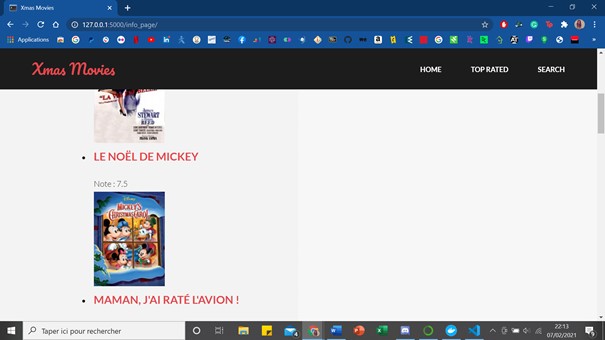 Xmas Movies
127.0.0.1:5000/info_page/
Applications
Xmas Movies
HOME
TOP RATED
SEARCH
STEWART
REED
LE NOËL DE MICKEY
Note : 7.5
Disney
MICKEY'S
CHRISTMAS CAROL
MAMAN, J'AI RATÉ L'AVION !
Taper ici pour rechercher
22:13
07/02/2021